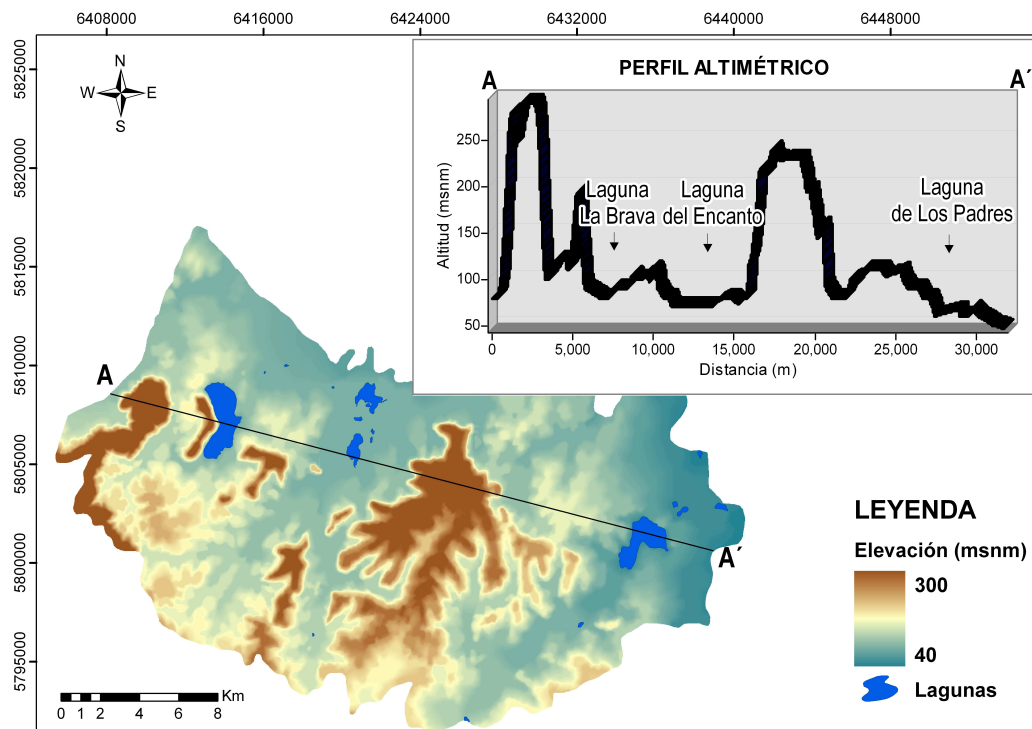 6408000 6416000 6424000 6432000 6440000 6448000
5825000
5820000
5815000
5810000
5805000
5800000
5795000
N
W E
S
PERFIL ALTIMÉTRICO
A A´
Altitud (msnm)
250
200
150
100
50
Laguna
La Brava
Laguna
del Encanto
Laguna
de Los Padres
0 5,000 10,000 15,000 20,000 25,000 30,000
Distancia (m)
A
A´
LEYENDA
Elevación (msnm)
300
40
Lagunas
Km
0 1 2 4 6 8